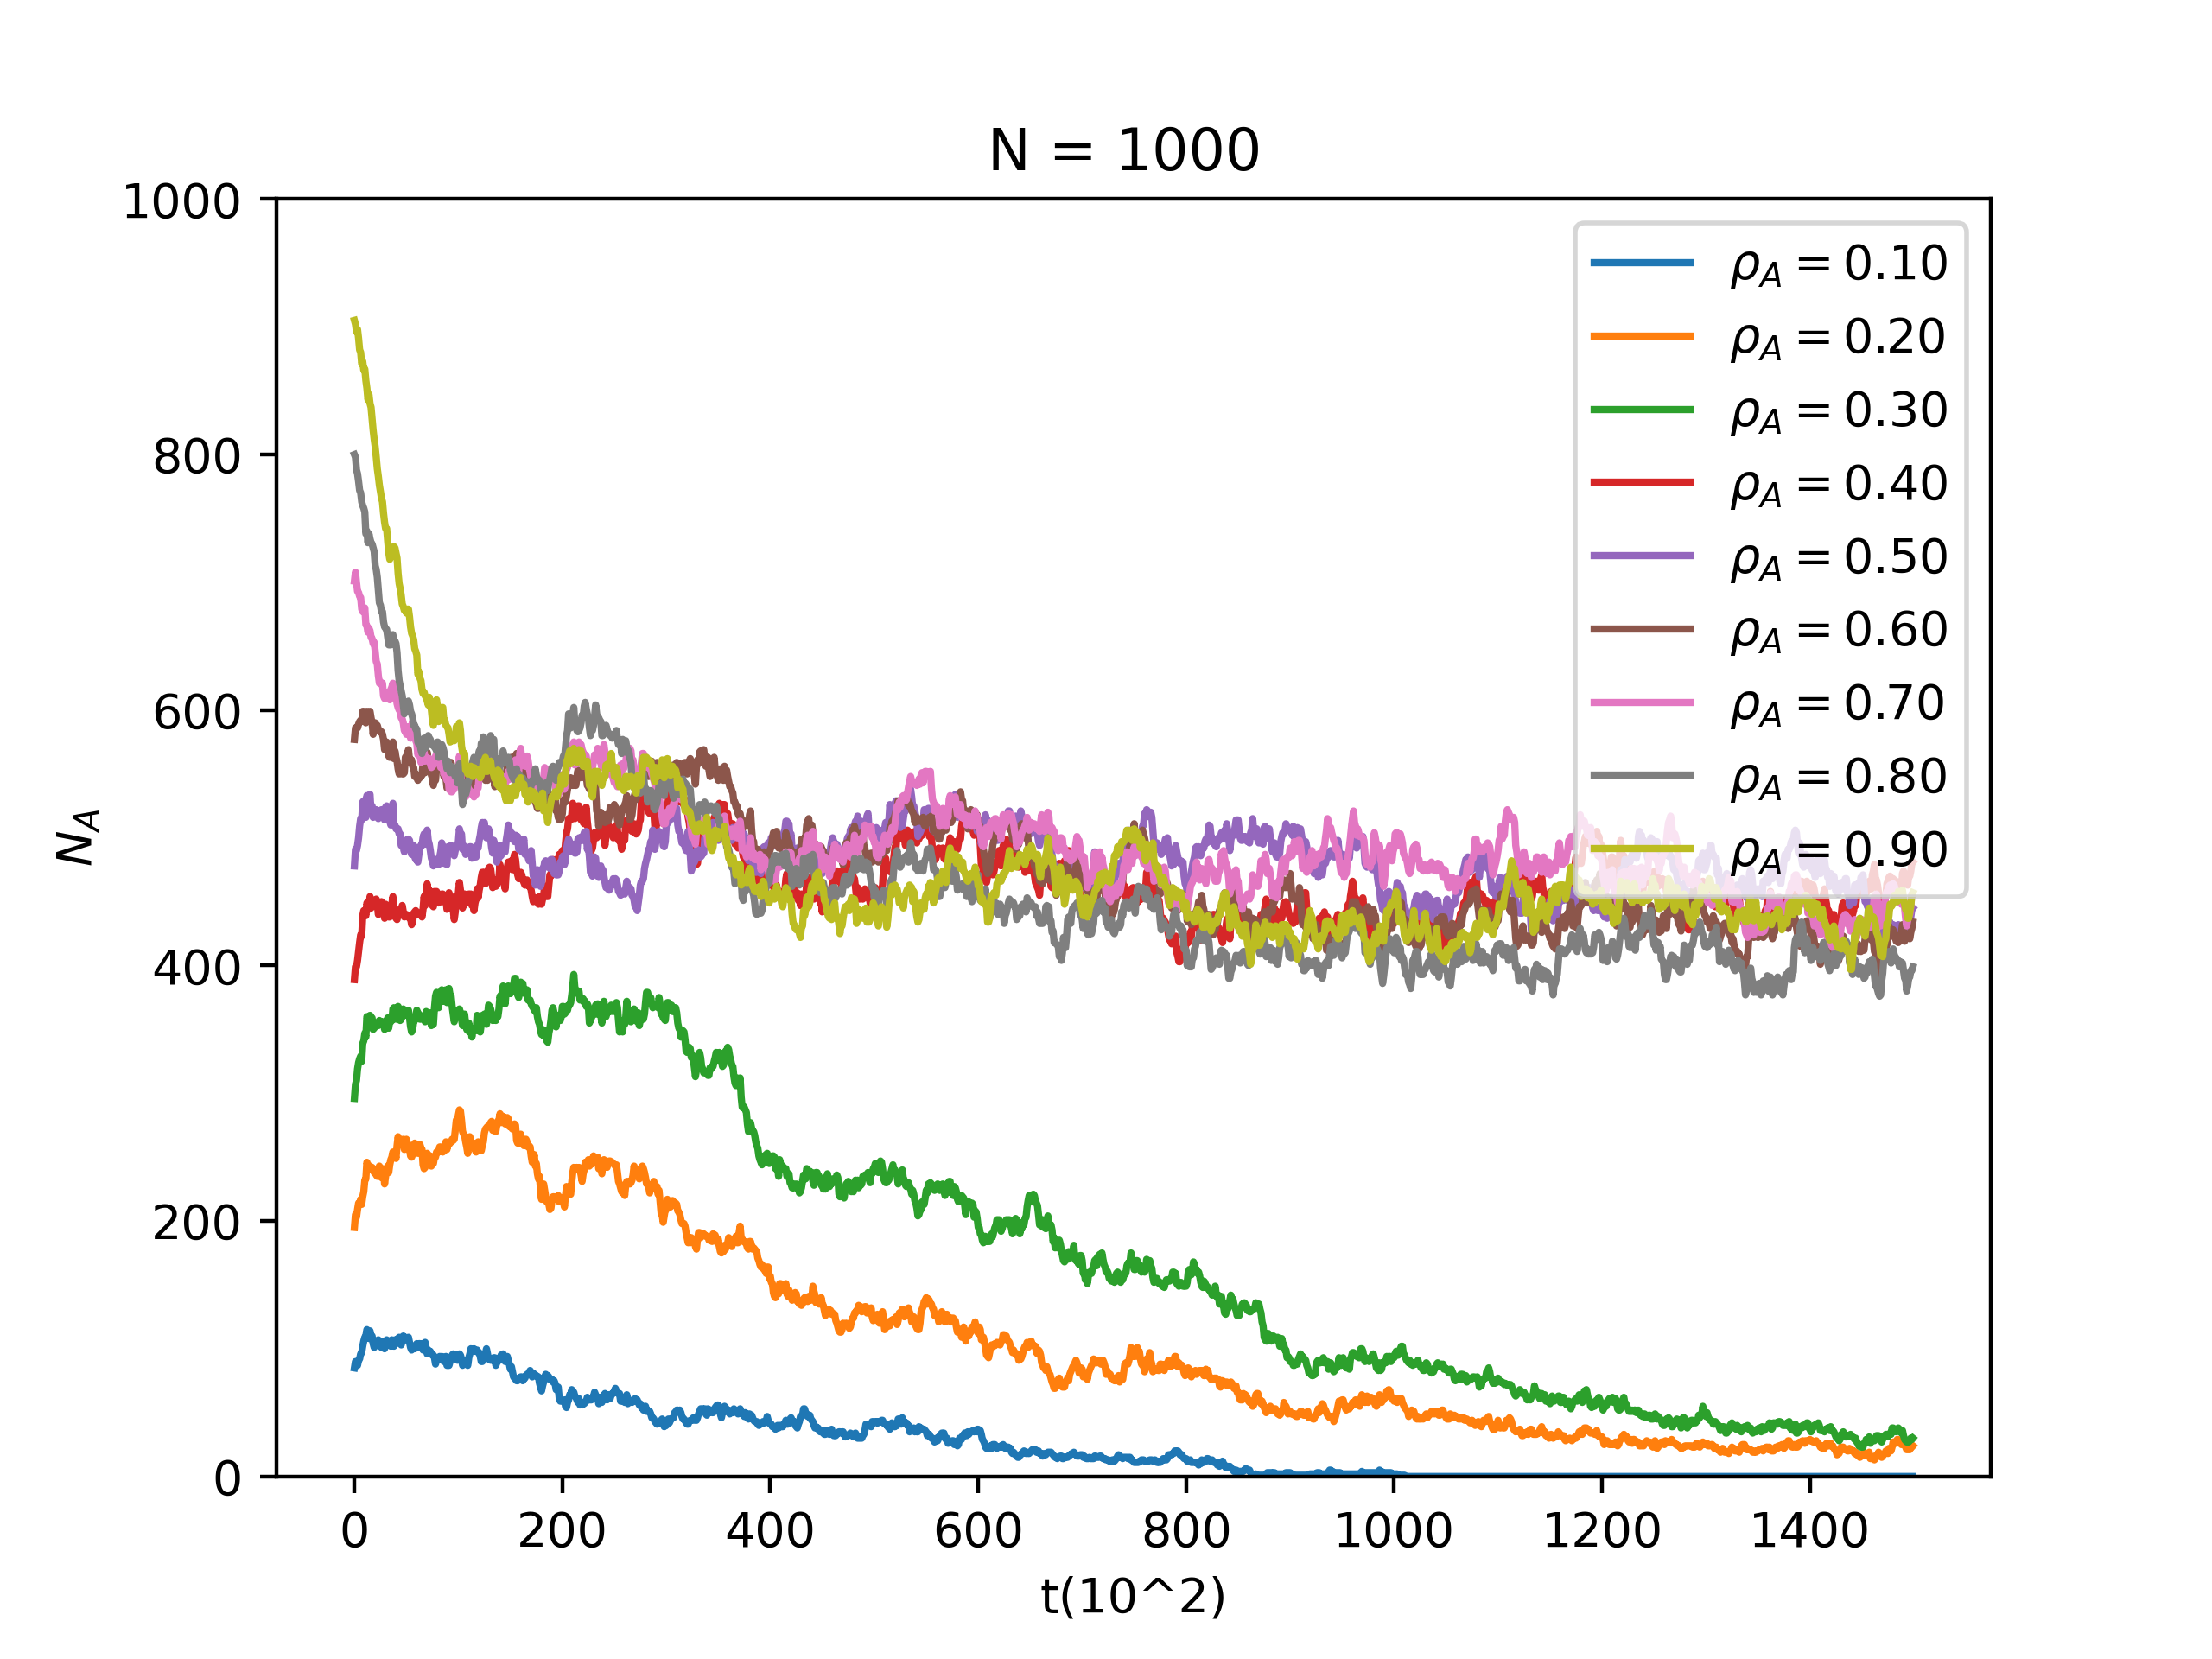 N = 1000
1000
800
600
400
200
0
N_A
ρ_A = 0.10
ρ_A = 0.20
ρ_A = 0.30
ρ_A = 0.40
ρ_A = 0.50
ρ_A = 0.60
ρ_A = 0.70
ρ_A = 0.80
ρ_A = 0.90
0 200 400 600 800 1000 1200 1400
t(10^2)